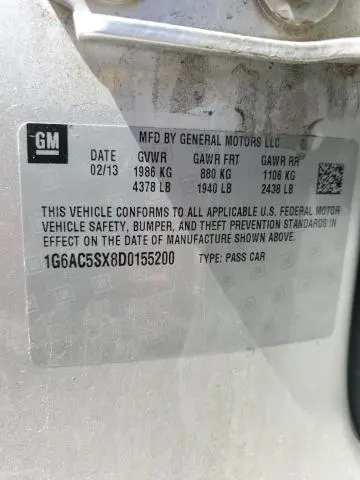 GM
MFD BY GENERAL MOTORS LLC
DATE GVWR GAWR FRT GAWR RR
02/13 1986 KG 880 KG 1106 KG
4378 LB 1940 LB 2438 LB
THIS VEHICLE CONFORMS TO ALL APPLICABLE U.S. FEDERAL MOTOR
VEHICLE SAFETY, BUMPER, AND THEFT PREVENTION STANDARDS IN
EFFECT ON THE DATE OF MANUFACTURE SHOWN ABOVE.
1G6AC5SX8D0155200 TYPE: PASS CAR